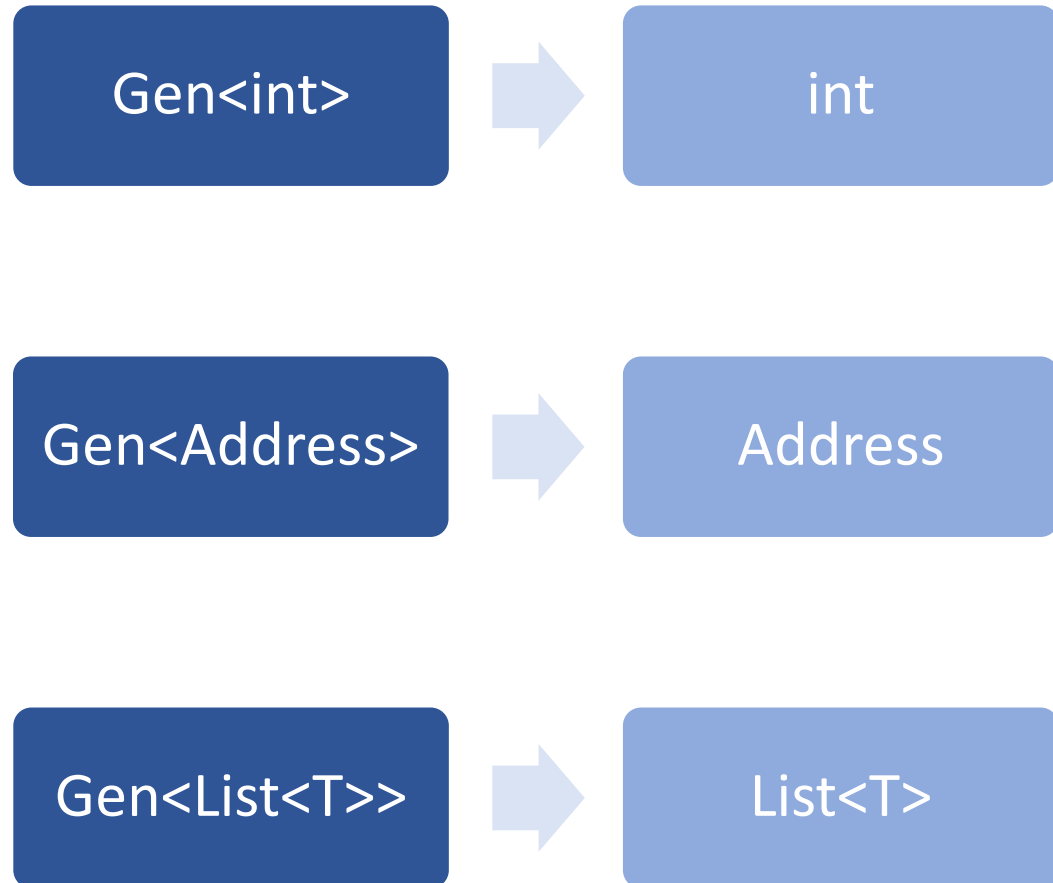 Gen<int>
int
Gen<Address>
Address
Gen<List<T>>
List<T>